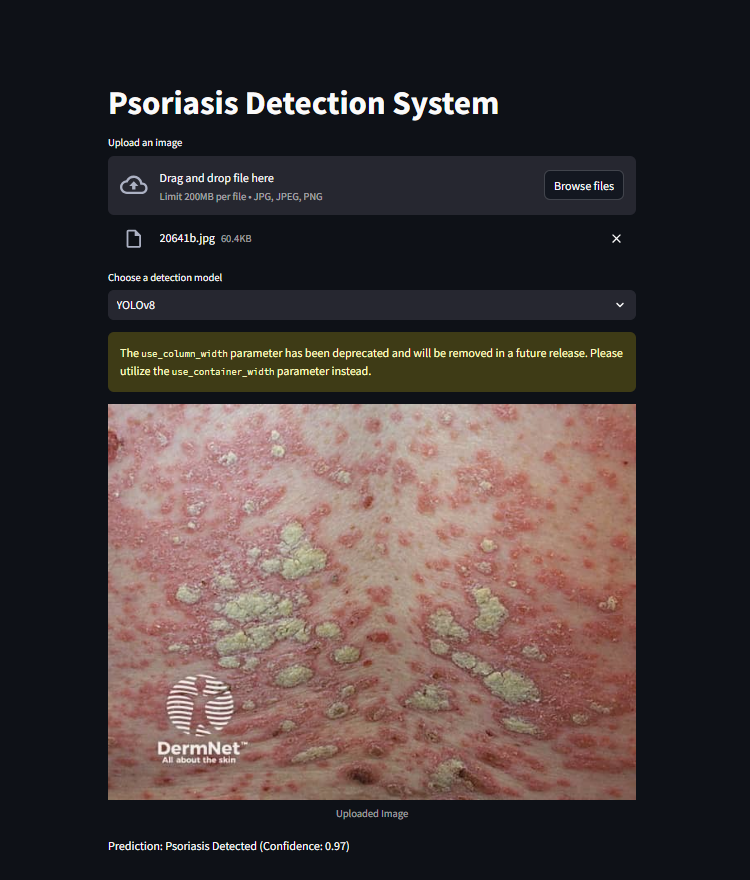 Psoriasis Detection System
Upload an image
Drag and drop file here
Limit 200MB per file • JPG, JPEG, PNG
Browse files
20641b.jpg 60.4KB
Choose a detection model
YOLOv8
The use_column_width parameter has been deprecated and will be removed in a future release. Please
utilize the use_container_width parameter instead.
DermNet™
All about the skin
Uploaded Image
Prediction: Psoriasis Detected (Confidence: 0.97)